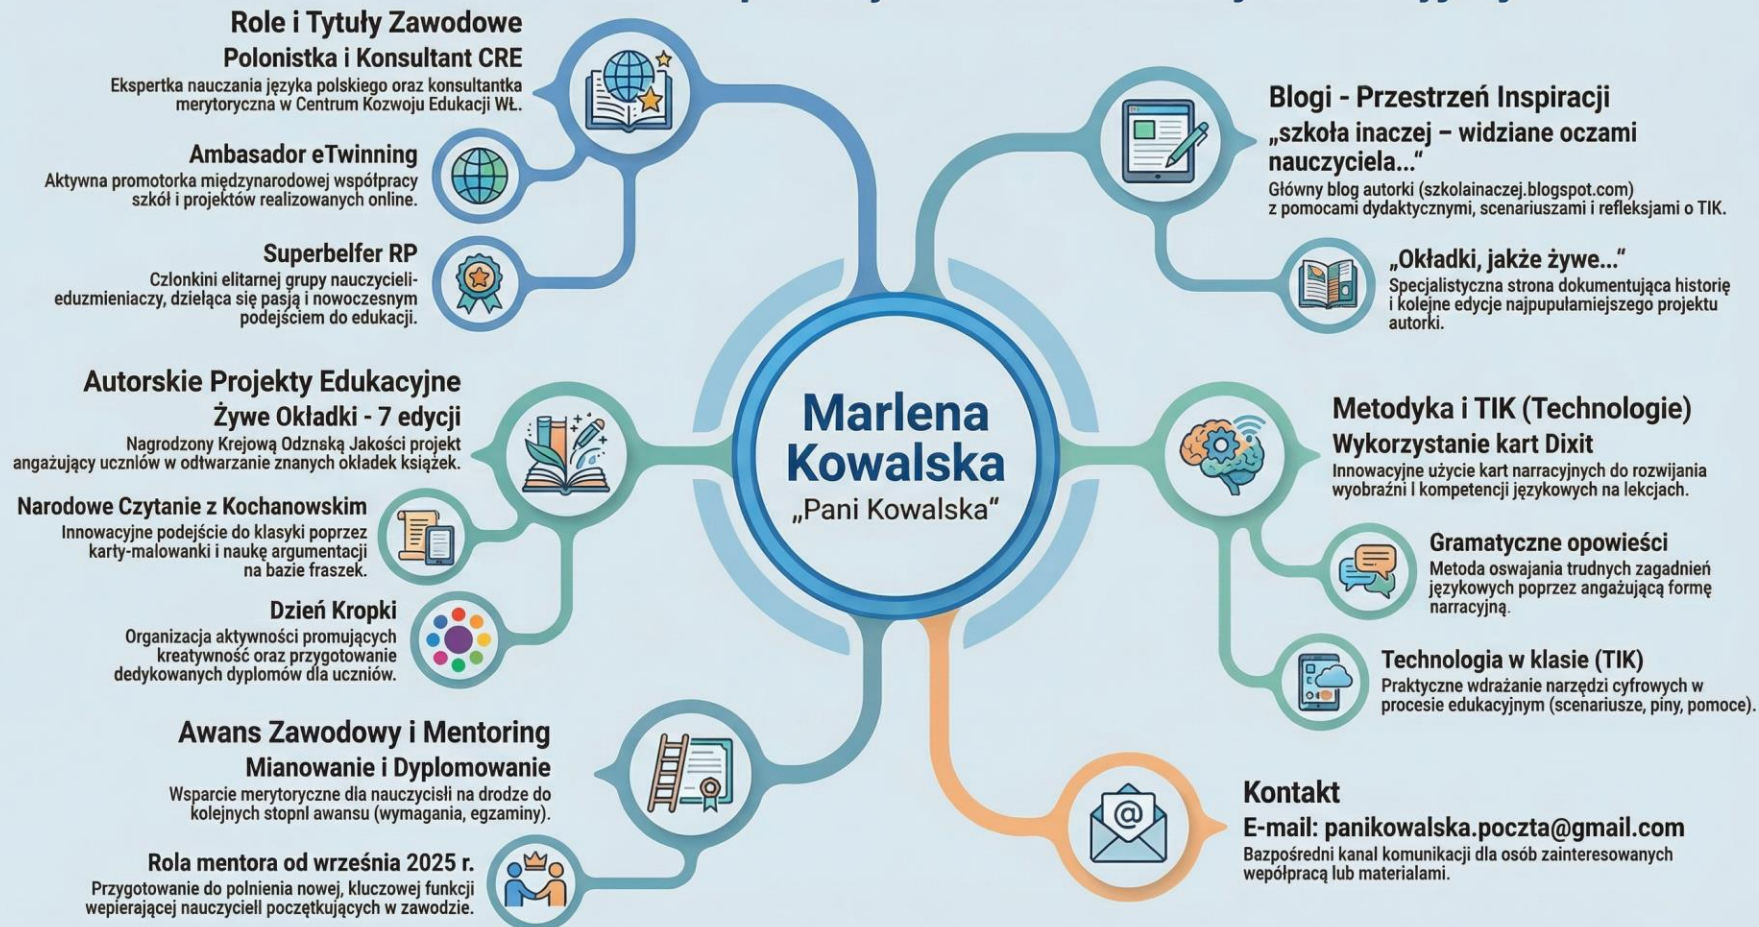 Role i Tytuły Zawodowe
Polonistka i Konsultant CRE
Ekspertka nauczania języka polskiego oraz konsultantka
merytoryczna w Centrum Kozwoju Edukacji WŁ.
Ambasador eTwinning
Aktywna promotorka międzynarodowej współpracy
szkół i projektów realizowanych online.
Superbelfer RP
Członkini elitarnej grupy nauczycieli-
eduzmieniaczy, dzieląca się pasją i nowoczesnym
podejściem do edukacji.
Autorskie Projekty Edukacyjne
Żywe Okładki - 7 edycji
Nagrodzony Krejową Odznską Jakości projekt
angażujący uczniów w odtwarzanie znanych okładek książek.
Narodowe Czytanie z Kochanowskim
Innowacyjne podejście do klasyki poprzez
karty-malowanki i naukę argumentacji
na bazie fraszek.
Dzień Kropki
Organizacja aktywności promujących
kreatywność oraz przygotowanie
dedykowanych dyplomów dla uczniów.
Awans Zawodowy i Mentoring
Mianowanie i Dyplomowanie
Wsparcie merytoryczne dla nauczycisłi na drodze do
kolejnych stopnl awansu (wymagania, egzaminy).
Rola mentora od września 2025 r.
Przygotowanie do polnienia nowej, kluczowej funkcji
wepierającej nauczyciell poczętkujących w zawodzie.
Marlena
Kowalska
„Pani Kowalska“
Blogi - Przestrzeń Inspiracji
„szkoła inaczej – widziane oczami
nauczyciela...“
Główny blog autorki (szkolainaczej.blogspot.com)
z pomocami dydaktycznymi, scenariuszami i refleksjami o TIK.
„Okładki, jakże żywe...“
Specjalistyczna strona dokumentująca historię
i kolejne edycje najpupułamiejszego projektu
autorki.
Metodyka i TIK (Technologie)
Wykorzystanie kart Dixit
Innowacyjne użycie kart narracyjnych do rozwijania
wyobraźni I kompetencji językowych na lekcjach.
Gramatyczne opowieści
Metoda oswajania trudnych zagadnień
językowych poprzez angażującą formę
narracyjną.
Technologia w klasie (TIK)
Praktyczne wdrażanie narzędzi cyfrowych w
procesie edukacyjnym (scenariusze, piny, pomoce).
Kontakt
E-mail: panikowalska.poczta@gmail.com
Bazpośredni kanał komunikacji dla osób zainteresowanych
wepółpracą lub materialami.